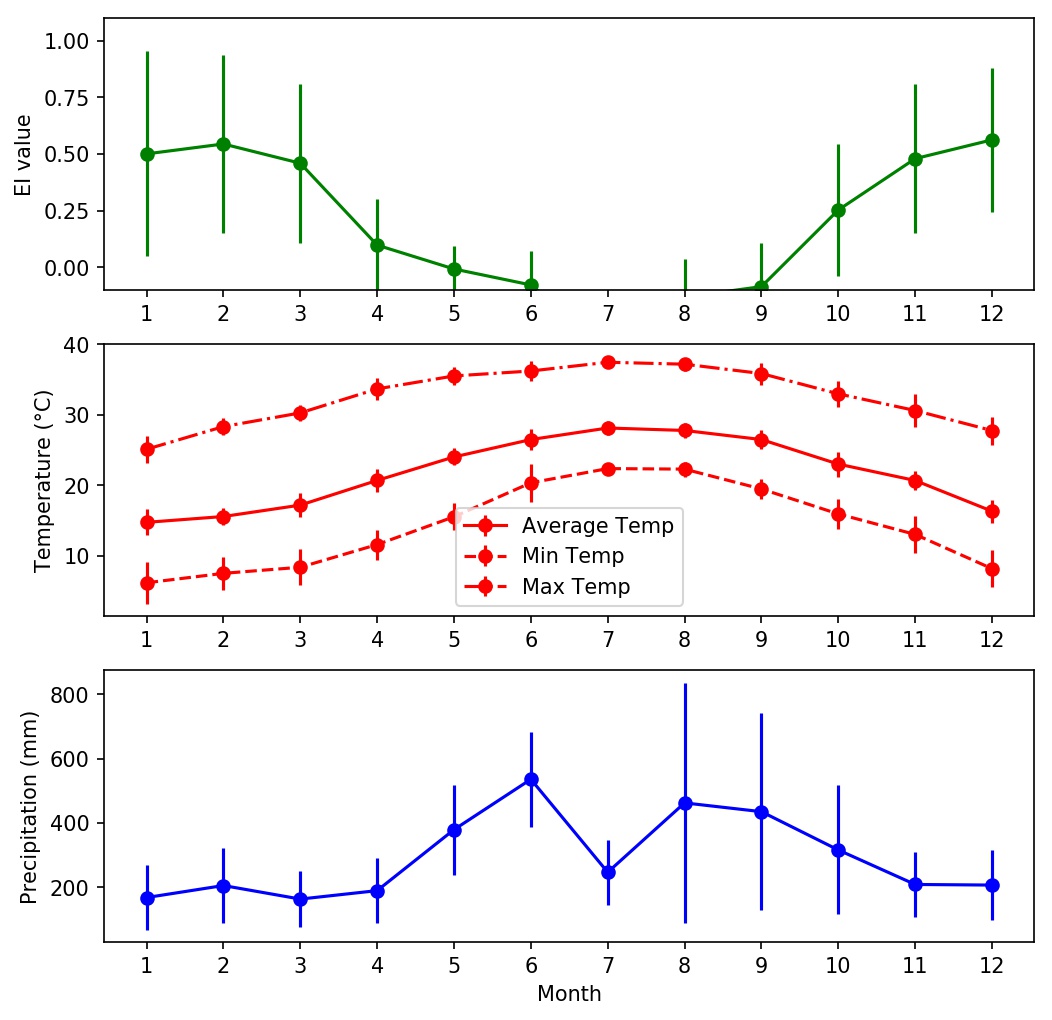 EI value
1.00
0.75
0.50
0.25
0.00
1 2 3 4 5 6 7 8 9 10 11 12
Temperature (°C)
40
30
20
10
Average Temp
Min Temp
Max Temp
1 2 3 4 5 6 7 8 9 10 11 12
Precipitation (mm)
800
600
400
200
1 2 3 4 5 6 7 8 9 10 11 12
Month